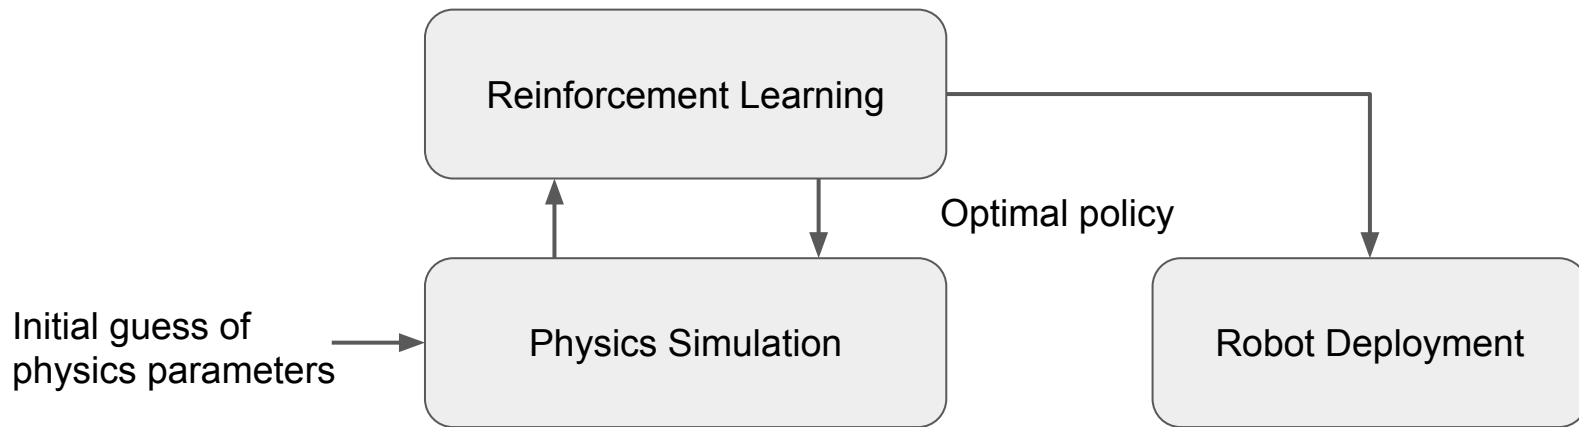 Reinforcement Learning
Optimal policy
Initial guess of
physics parameters
Physics Simulation
Robot Deployment